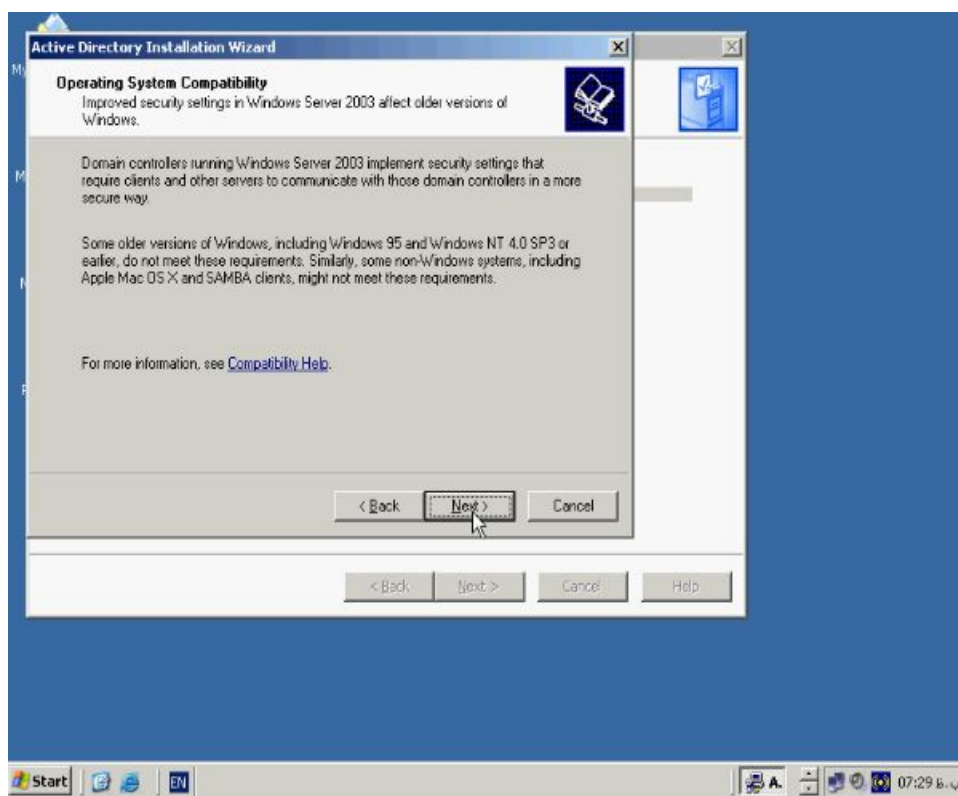 Active Directory Installation Wizard
Operating System Compatibility
Improved security settings in Windows Server 2003 affect older versions of
Windows.
Domain controllers running Windows Server 2003 implement security settings that
require clients and other servers to communicate with those domain controllers in a more
secure way.
Some older versions of Windows, including Windows 95 and Windows NT 4.0 SP3 or
earlier, do not meet these requirements. Similarly, some non-Windows systems, including
Apple Mac OS X and SAMBA clients, might not meet these requirements.
For more information, see Compatibility Help.
< Back Next > Cancel
< Back Next > Cancel Help
Start EN A. 07:29